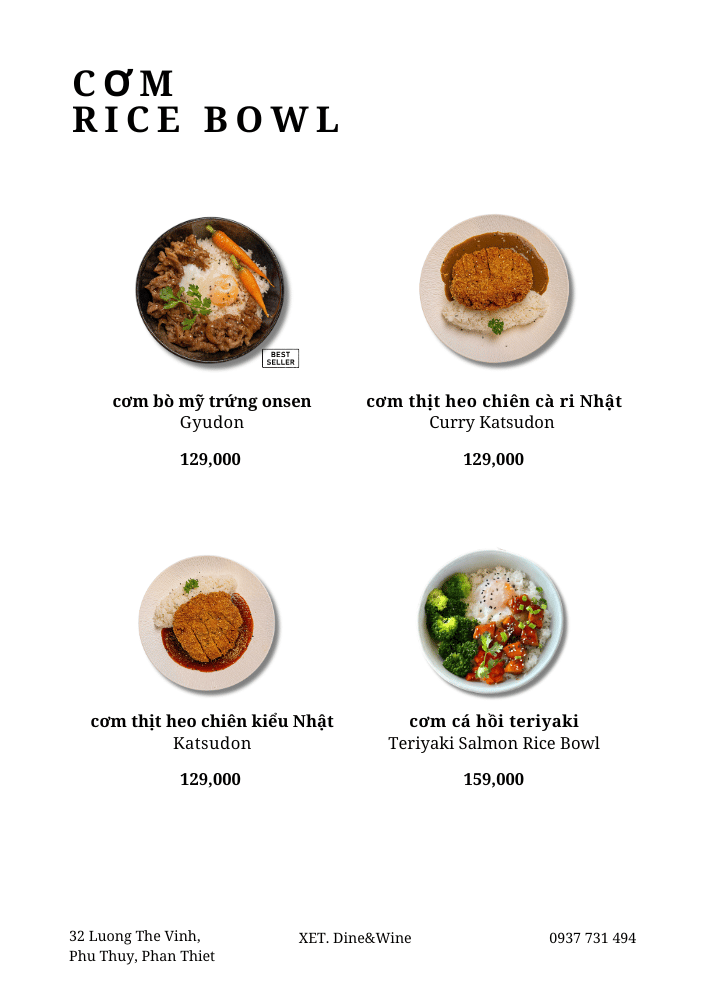 CƠM
RICE BOWL
BEST
SELLER
cơm bò mỹ trứng onsen
Gyudon
129,000
cơm thịt heo chiên cà ri Nhật
Curry Katsudon
129,000
cơm thịt heo chiên kiểu Nhật
Katsudon
129,000
cơm cá hồi teriyaki
Teriyaki Salmon Rice Bowl
159,000
32 Luong The Vinh,
Phu Thuy, Phan Thiet
XET. Dine&Wine
0937 731 494